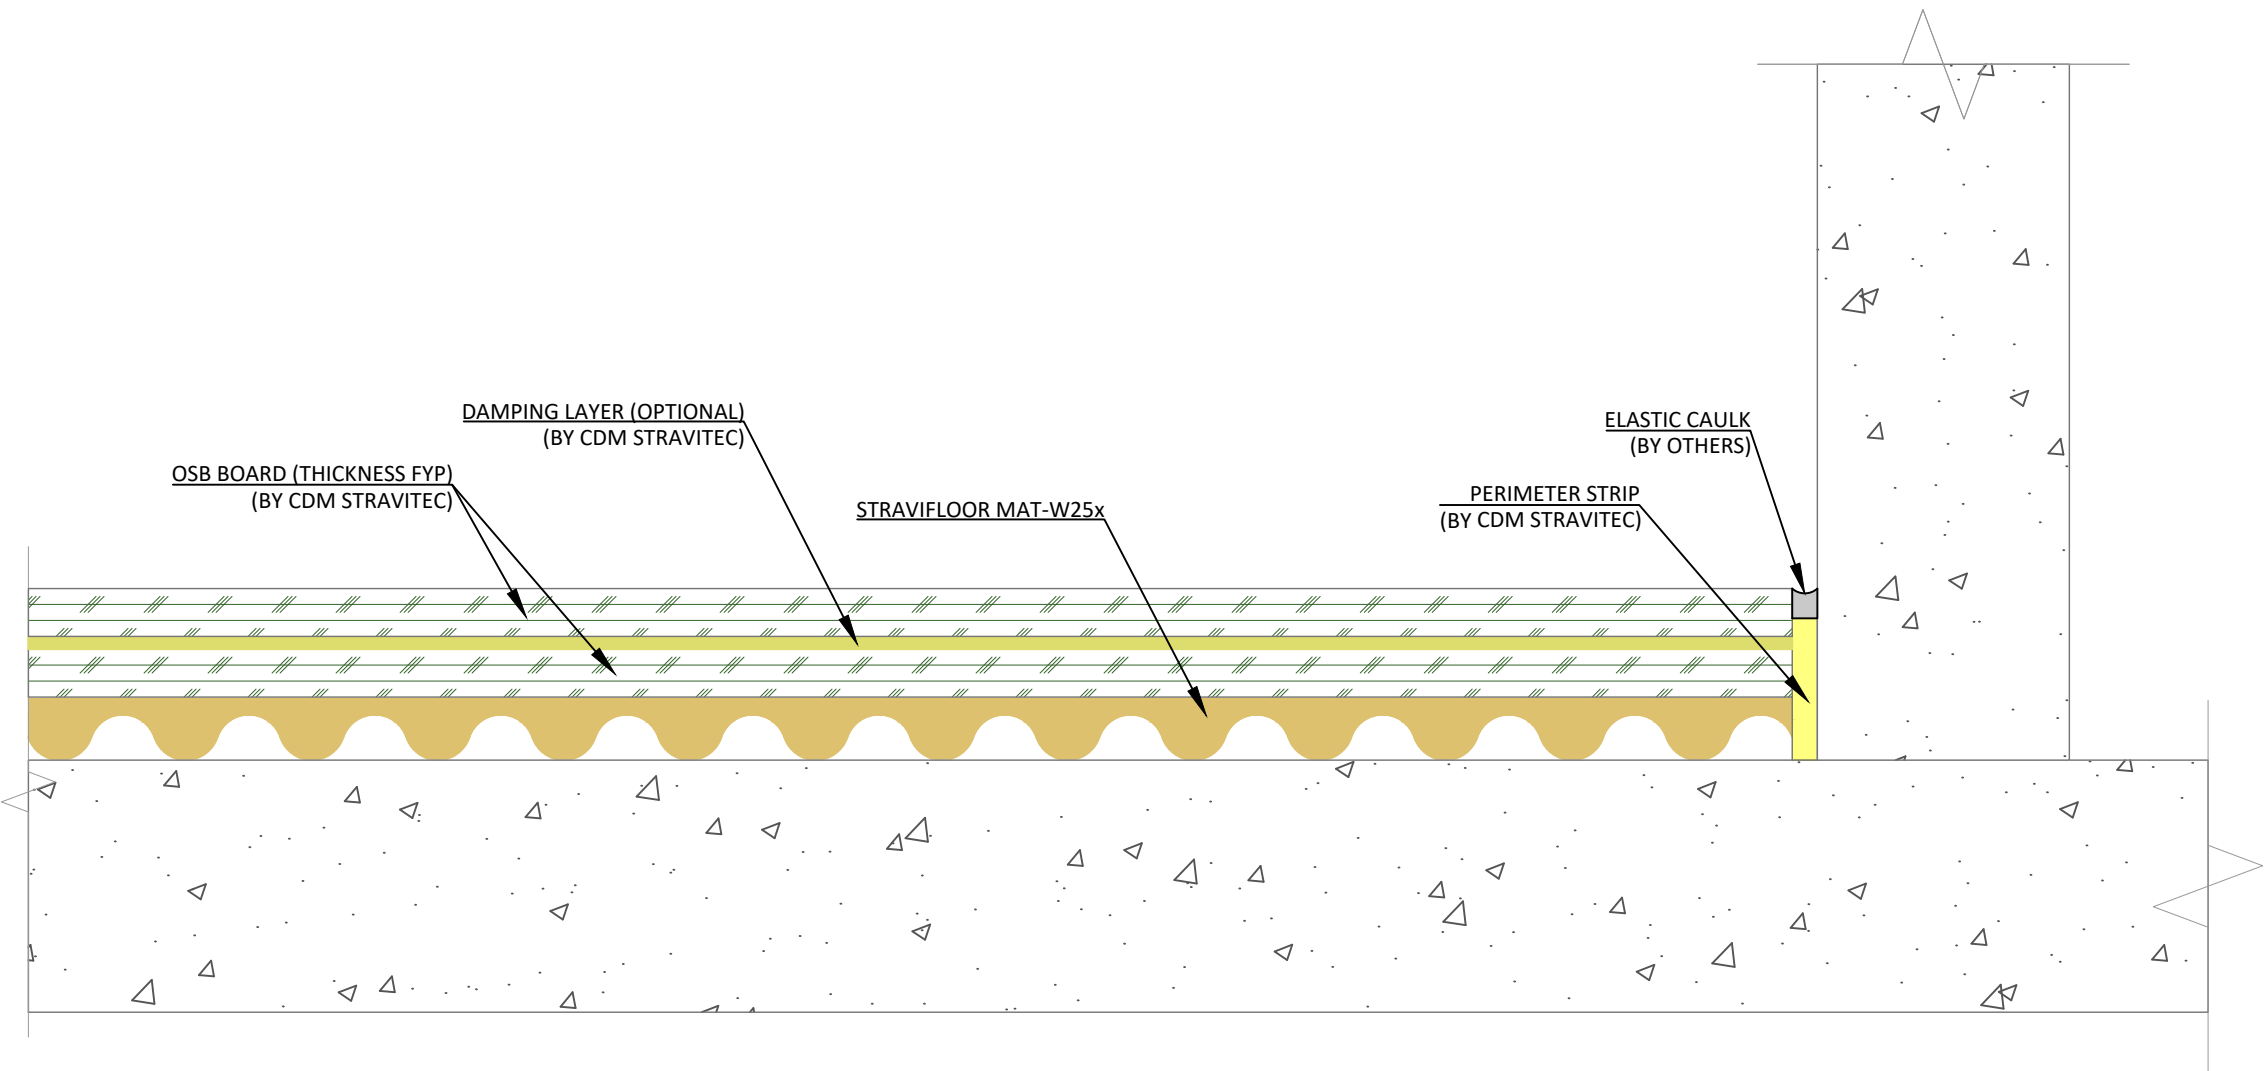 DAMPING LAYER (OPTIONAL)
(BY CDM STRAVITEC)
OSB BOARD (THICKNESS FYP)
(BY CDM STRAVITEC)
STRAVIFLOOR MAT-W25x
ELASTIC CAULK
(BY OTHERS)
PERIMETER STRIP
(BY CDM STRAVITEC)